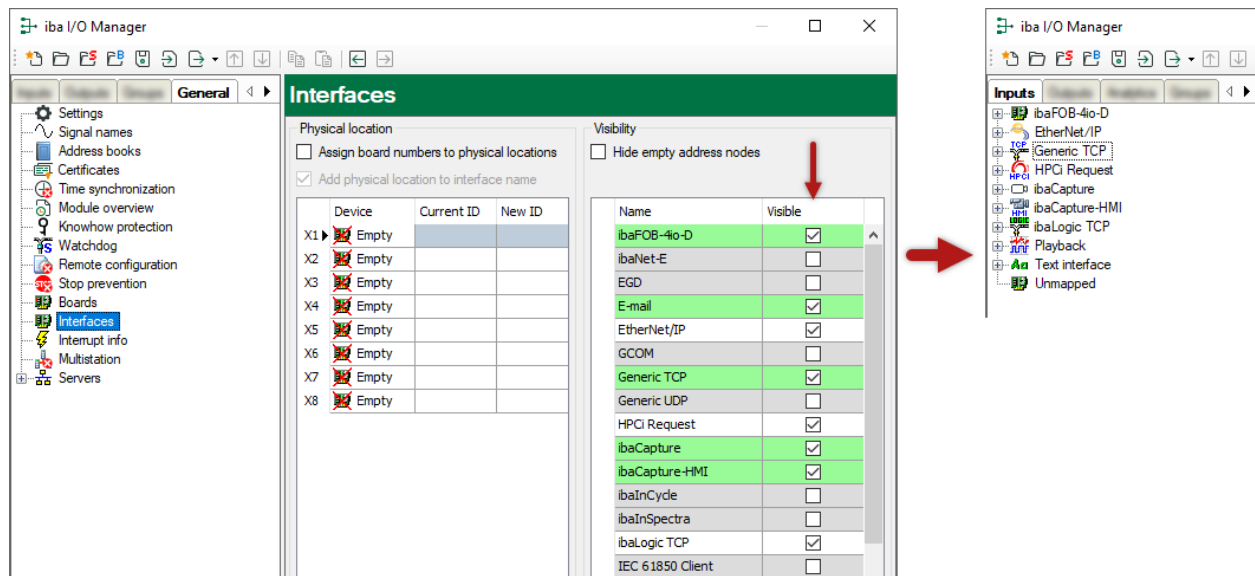 iba I/O Manager
General
Settings
Signal names
Address books
Certificates
Time synchronization
Module overview
Knowhow protection
Watchdog
Remote configuration
Stop prevention
Boards
Interfaces
Interrupt info
Multistation
Servers
Interfaces
Physical location
Assign board numbers to physical locations
Add physical location to interface name
Device Current ID New ID
X1 Empty
X2 Empty
X3 Empty
X4 Empty
X5 Empty
X6 Empty
X7 Empty
X8 Empty
Visibility
Hide empty address nodes
Name Visible
ibaFOB-4io-D
ibaNet-E
EGD
E-mail
EtherNet/IP
GCOM
Generic TCP
Generic UDP
HPCi Request
ibaCapture
ibaCapture-HMI
ibaInCycle
ibaInSpectra
ibaLogic TCP
IEC 61850 Client
iba I/O Manager
Inputs
ibaFOB-4io-D
EtherNet/IP
TCP Generic TCP
HPCi HPCi Request
ibaCapture
HMI ibaCapture-HMI
LOGIC ibaLogic TCP
Playback
Aa Text interface
Unmapped